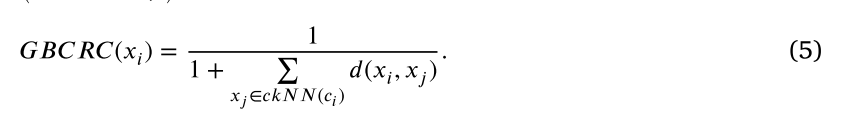 GBCRC(x_i) = \frac{1}{1 + \sum_{x_j \in ckNN(c_i)} d(x_i, x_j)}. (5)